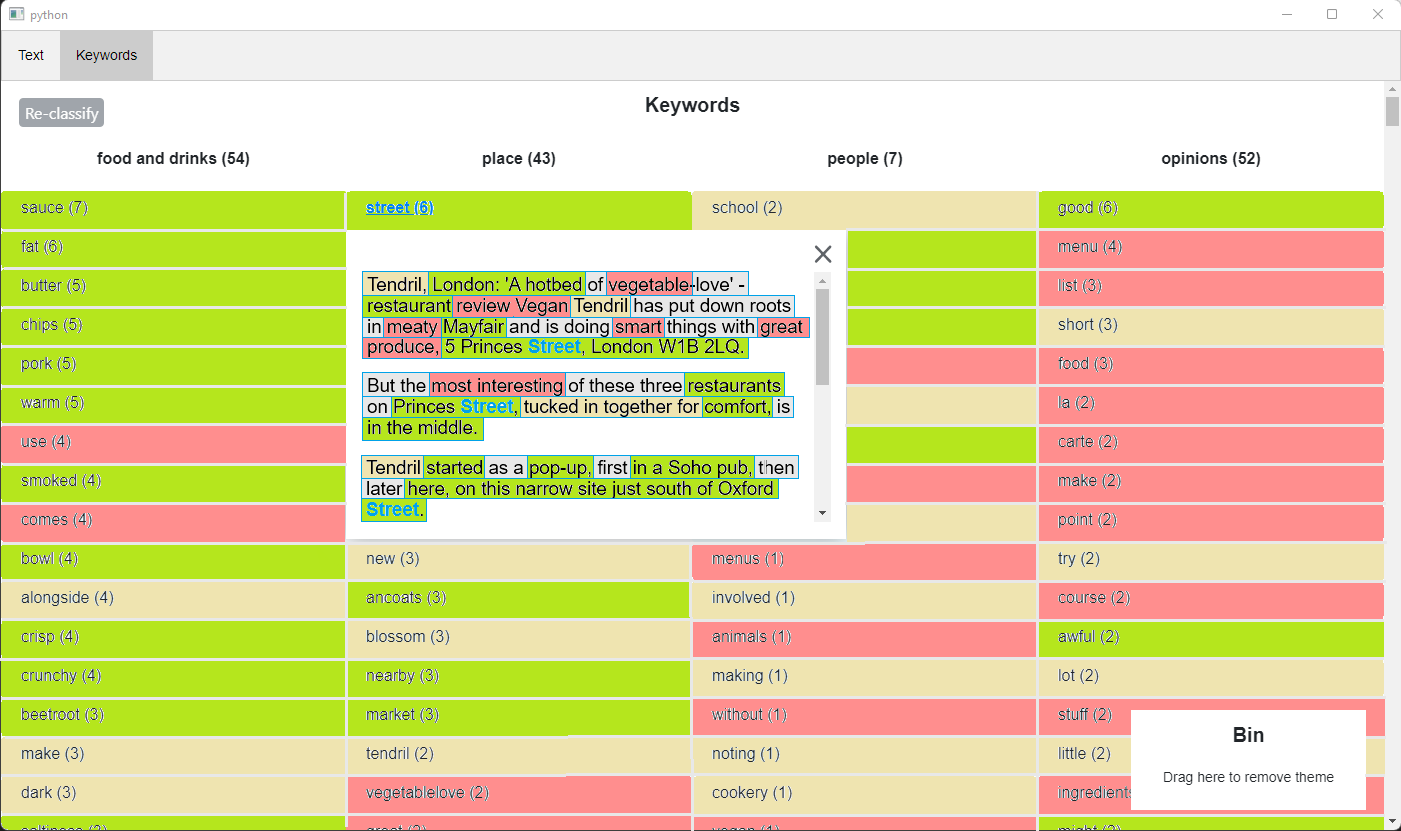 python
Text Keywords
Re-classify
Keywords
food and drinks (54) place (43) people (7) opinions (52)
sauce (7) street (6) school (2) good (6)
fat (6) menu (4)
butter (5) list (3)
chips (5) short (3)
pork (5) food (3)
warm (5) la (2)
use (4) carte (2)
smoked (4) make (2)
comes (4) point (2)
Tendril, London: 'A hotbed of vegetable-love' -
restaurant review Vegan Tendril has put down roots
in meaty Mayfair and is doing smart things with great
produce, 5 Princes Street, London W1B 2LQ.
But the most interesting of these three restaurants
on Princes Street, tucked in together for comfort, is
in the middle.
Tendril started as a pop-up, first in a Soho pub, then
later here, on this narrow site just south of Oxford
Street.
bowl (4) new (3) menus (1) try (2)
alongside (4) ancoats (3) involved (1) course (2)
crisp (4) blossom (3) animals (1) awful (2)
crunchy (4) nearby (3) making (1) lot (2)
beetroot (3) market (3) without (1) stuff (2)
make (3) tendril (2) noting (1) little (2)
dark (3) vegetablelove (2) cookery (1) ingredients
Bin
Drag here to remove theme